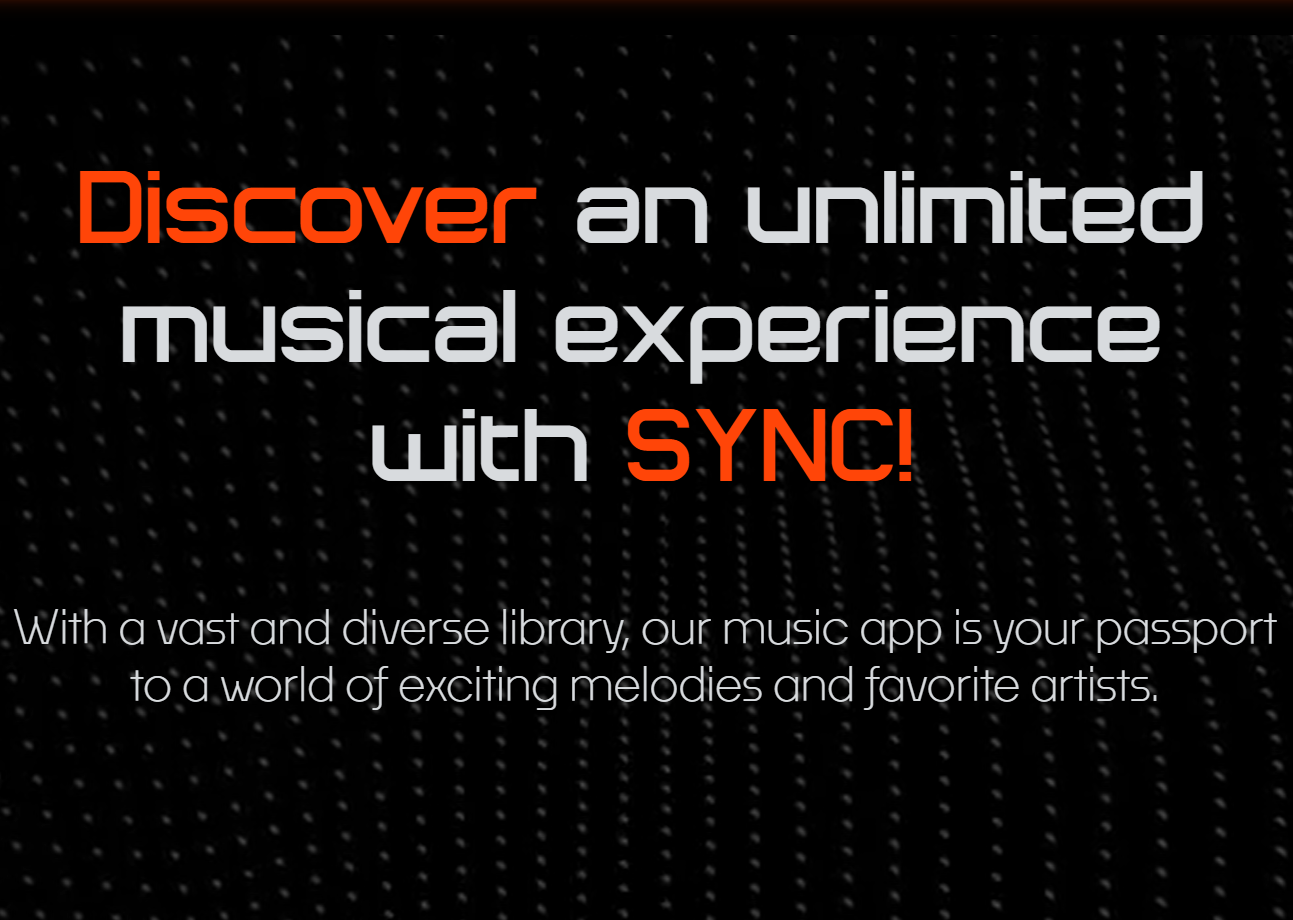 Discover an unlimited
musical experience
with SYNC!
With a vast and diverse library, our music app is your passport
to a world of exciting melodies and favorite artists.